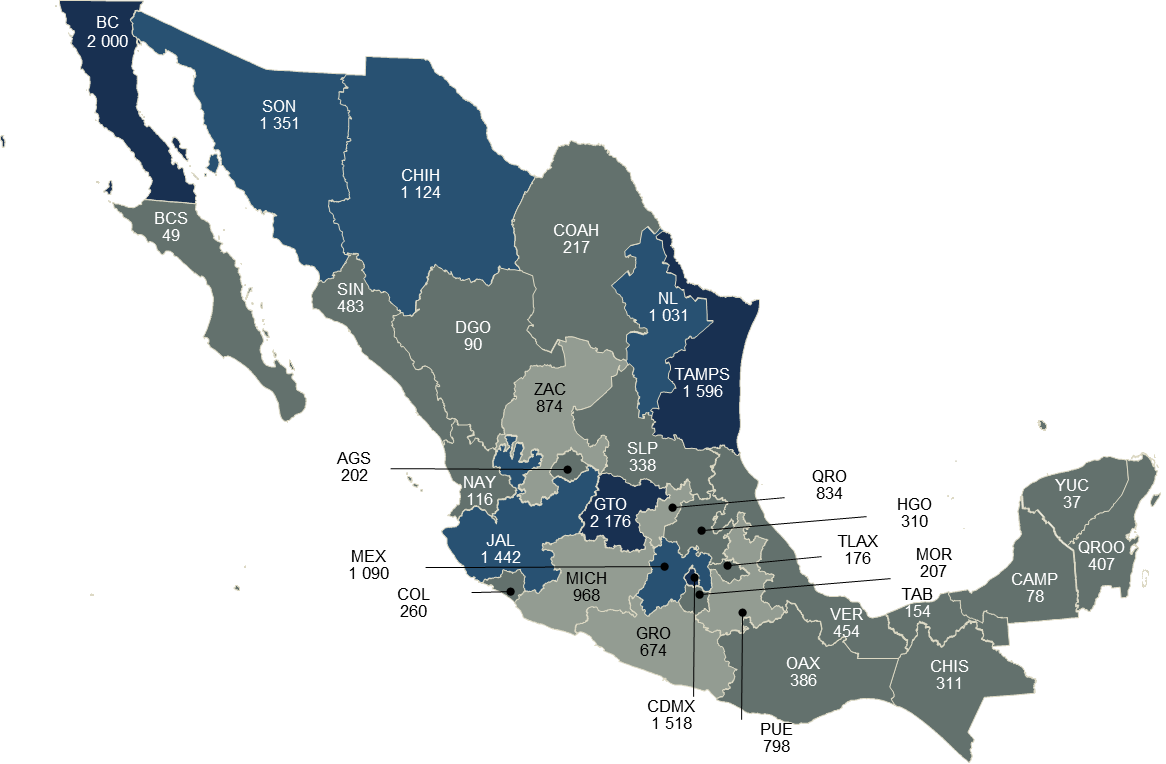 BC
2 000
SON
1 351
CHIH
1 124
BCS
49
COAH
217
SIN
483
NL
1 031
DGO
90
TAMPS
1 596
ZAC
874
AGS
202
SLP
338
NAY
116
QRO
834
GTO
2 176
HGO
310
YUC
37
JAL
1 442
MEX
1 090
TLAX
176
MOR
207
QROO
407
MICH
968
COL
260
CAMP
78
TAB
154
VER
454
GRO
674
OAX
386
CHIS
311
CDMX
1 518
PUE
798